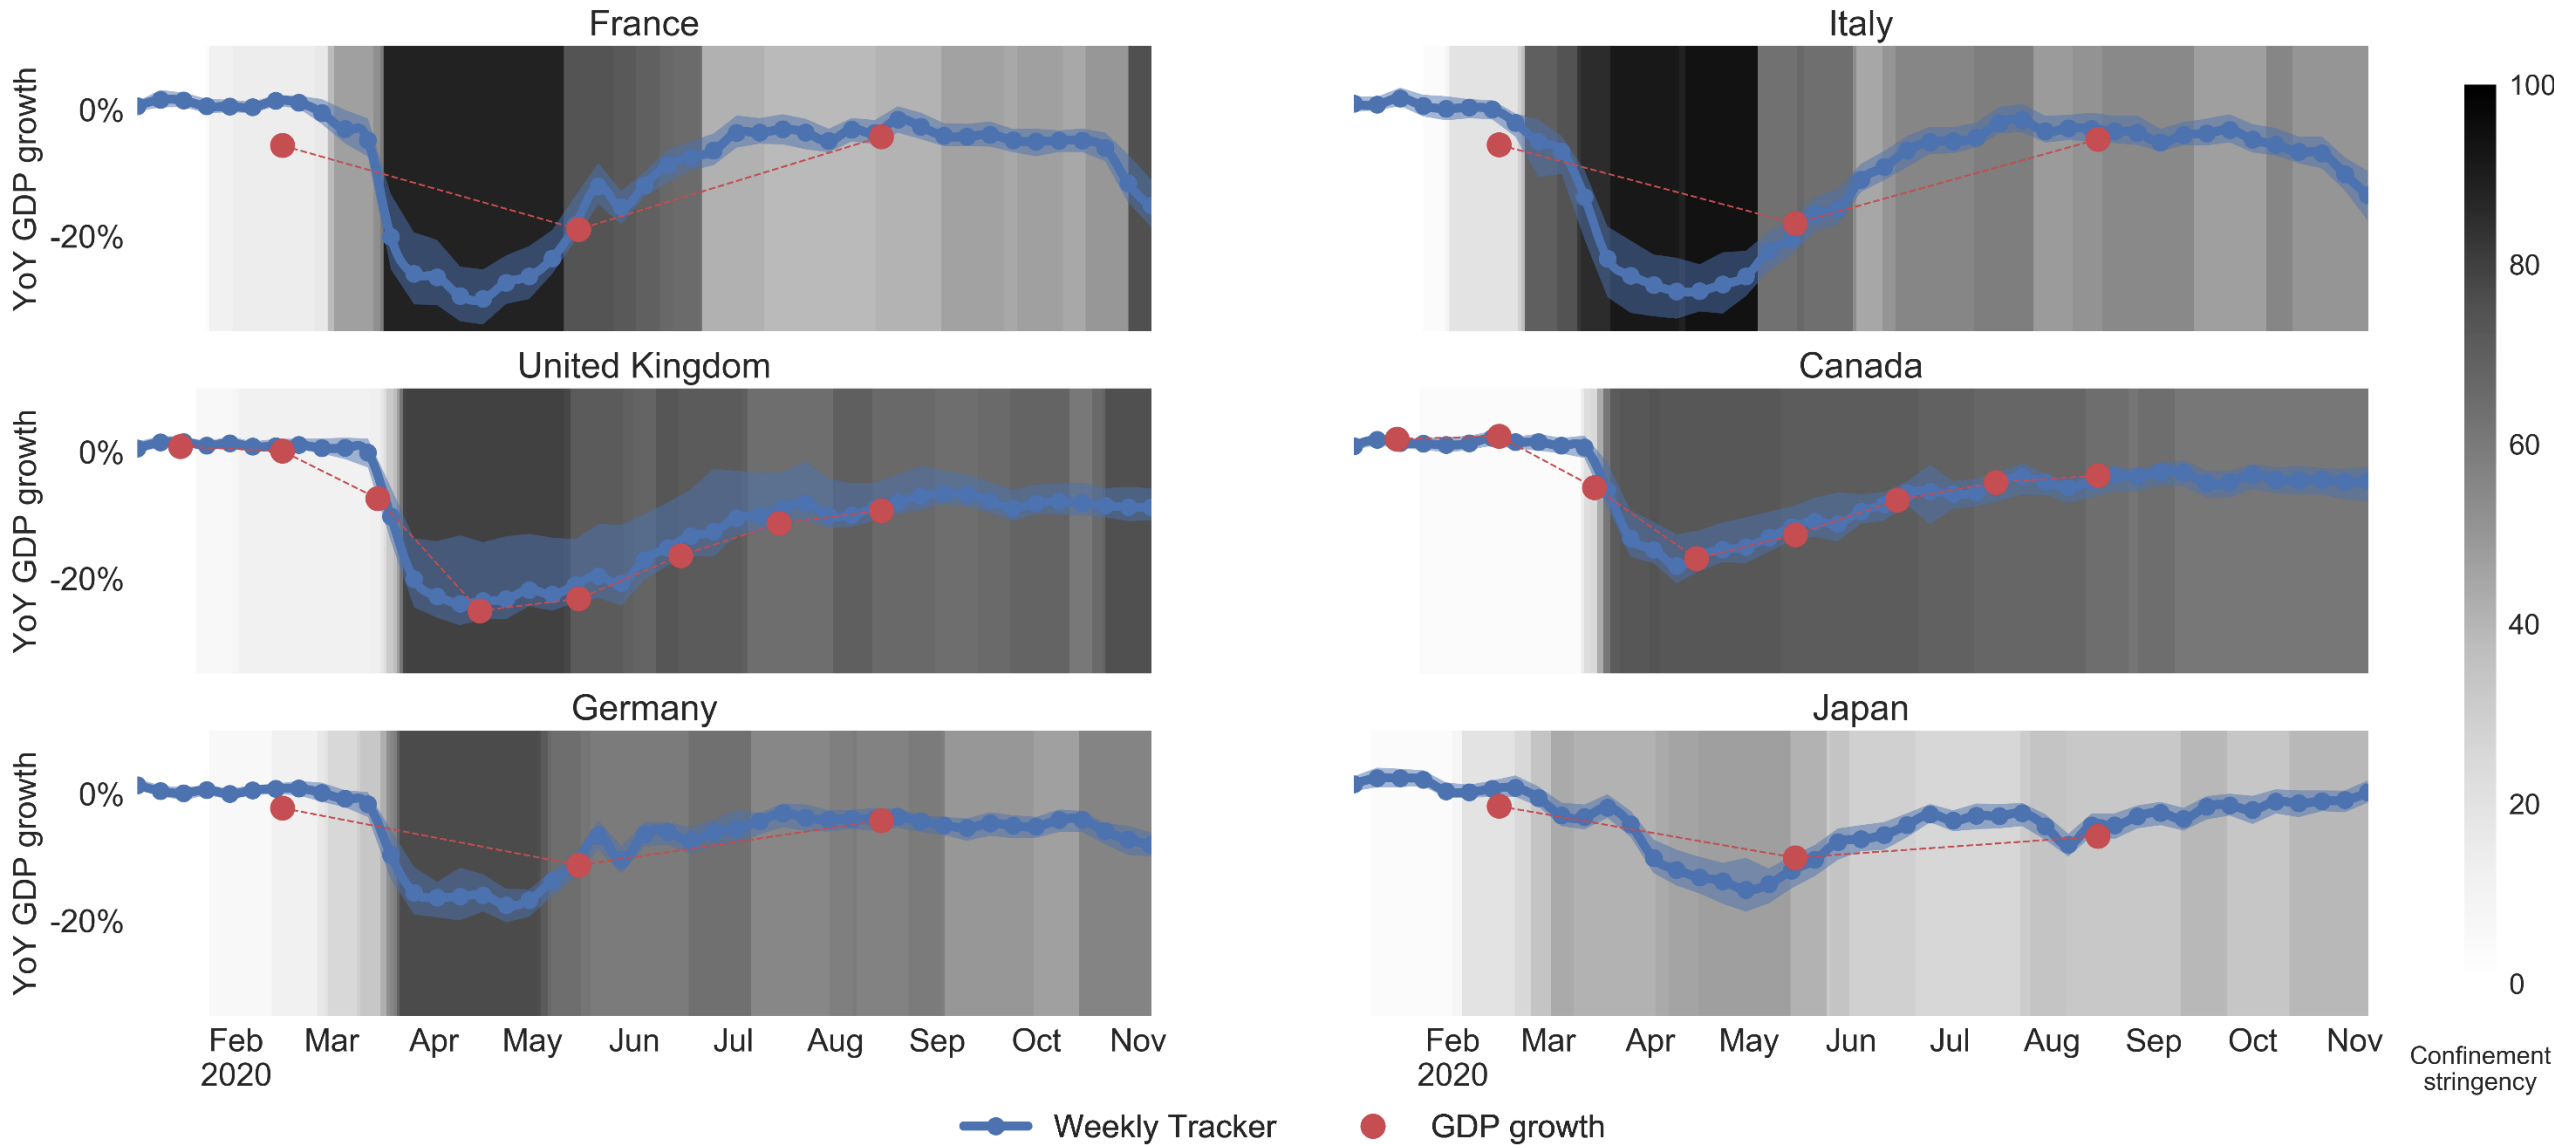 France
Italy
YoY GDP growth
0%
-20%
100
80
60
40
20
0
United Kingdom
Canada
YoY GDP growth
0%
-20%
Germany
Japan
YoY GDP growth
0%
-20%
Feb Mar Apr May Jun Jul Aug Sep Oct Nov
2020
Feb Mar Apr May Jun Jul Aug Sep Oct Nov
2020
Confinement
stringency
Weekly Tracker
GDP growth